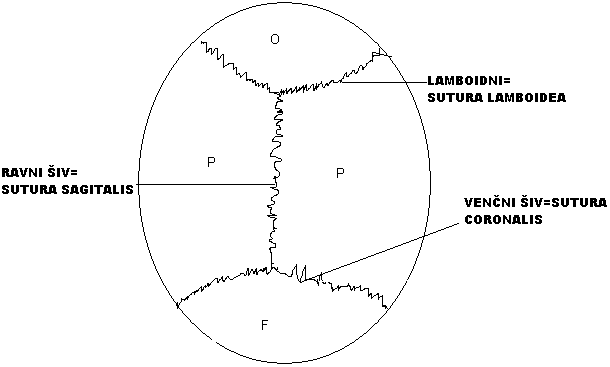 O
LAMBOIDNI=
SUTURA LAMBOIDEA
P
P
RAVNI ŠIV=
SUTURA SAGITALIS
VENČNI ŠIV=SUTURA
CORONALIS
F